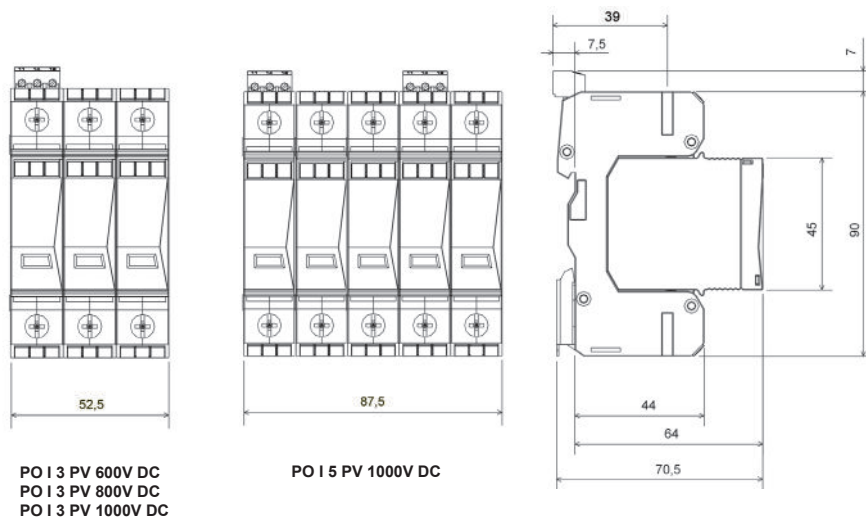 39
7,5
7
45
90
52,5
87,5
44
64
70,5
PO I 3 PV 600V DC
PO I 3 PV 800V DC
PO I 3 PV 1000V DC
PO I 5 PV 1000V DC